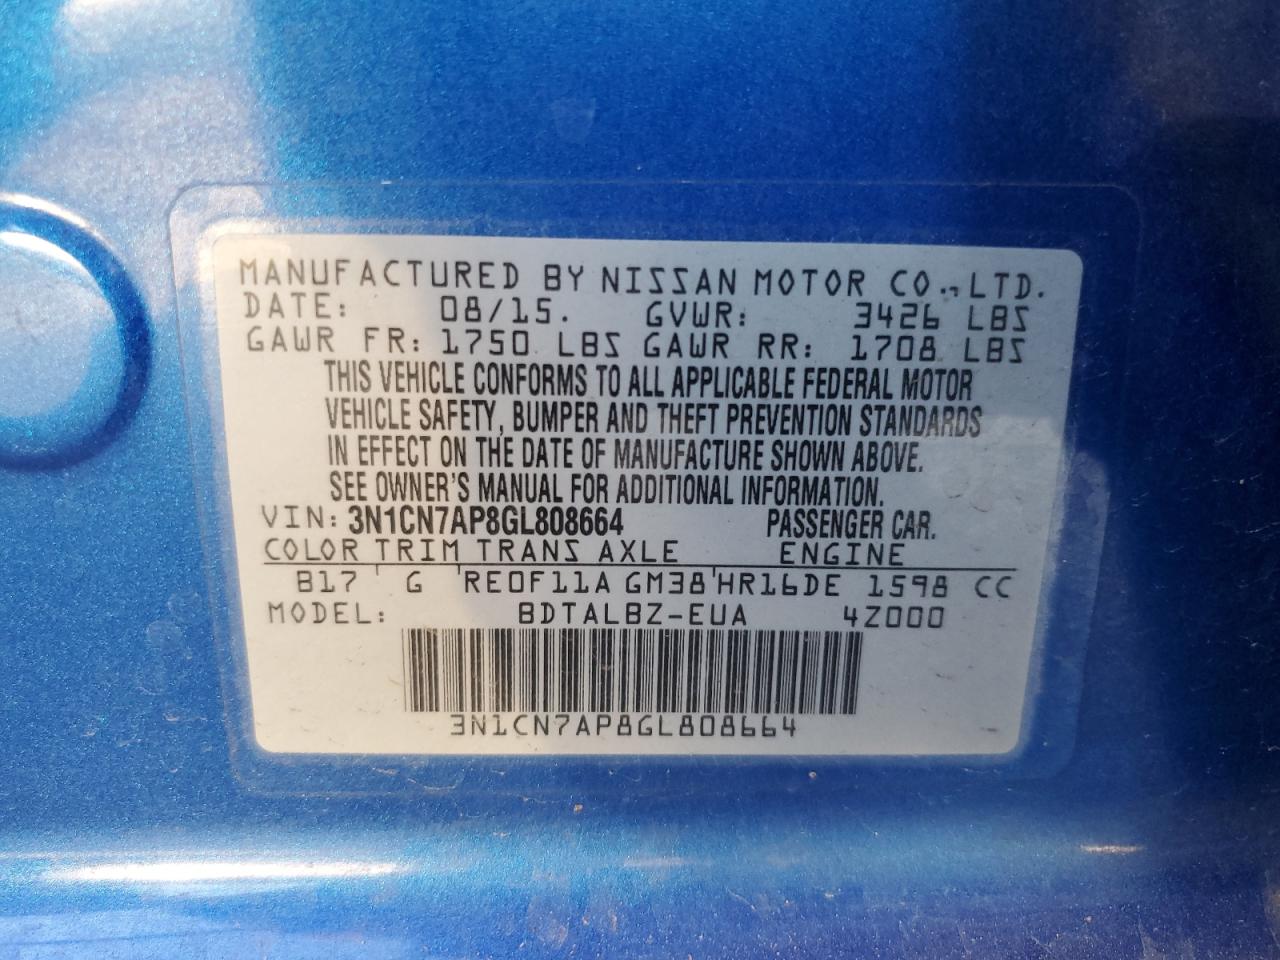 MANUFACTURED BY NISSAN MOTOR CO., LTD.
DATE: 08/15. GVWR: 3426 LBS
GAWR FR: 1750 LBS GAWR RR: 1708 LBS
THIS VEHICLE CONFORMS TO ALL APPLICABLE FEDERAL MOTOR
VEHICLE SAFETY, BUMPER AND THEFT PREVENTION STANDARDS
IN EFFECT ON THE DATE OF MANUFACTURE SHOWN ABOVE.
SEE OWNER'S MANUAL FOR ADDITIONAL INFORMATION.
VIN: 3N1CN7AP8GL808664 PASSENGER CAR.
COLOR TRIM TRANS AXLE ENGINE
B17 G RE0F11A GM38 HR16DE 1598 CC
MODEL: BDTALBZ-EUA 4Z000
3N1CN7AP8GL808664